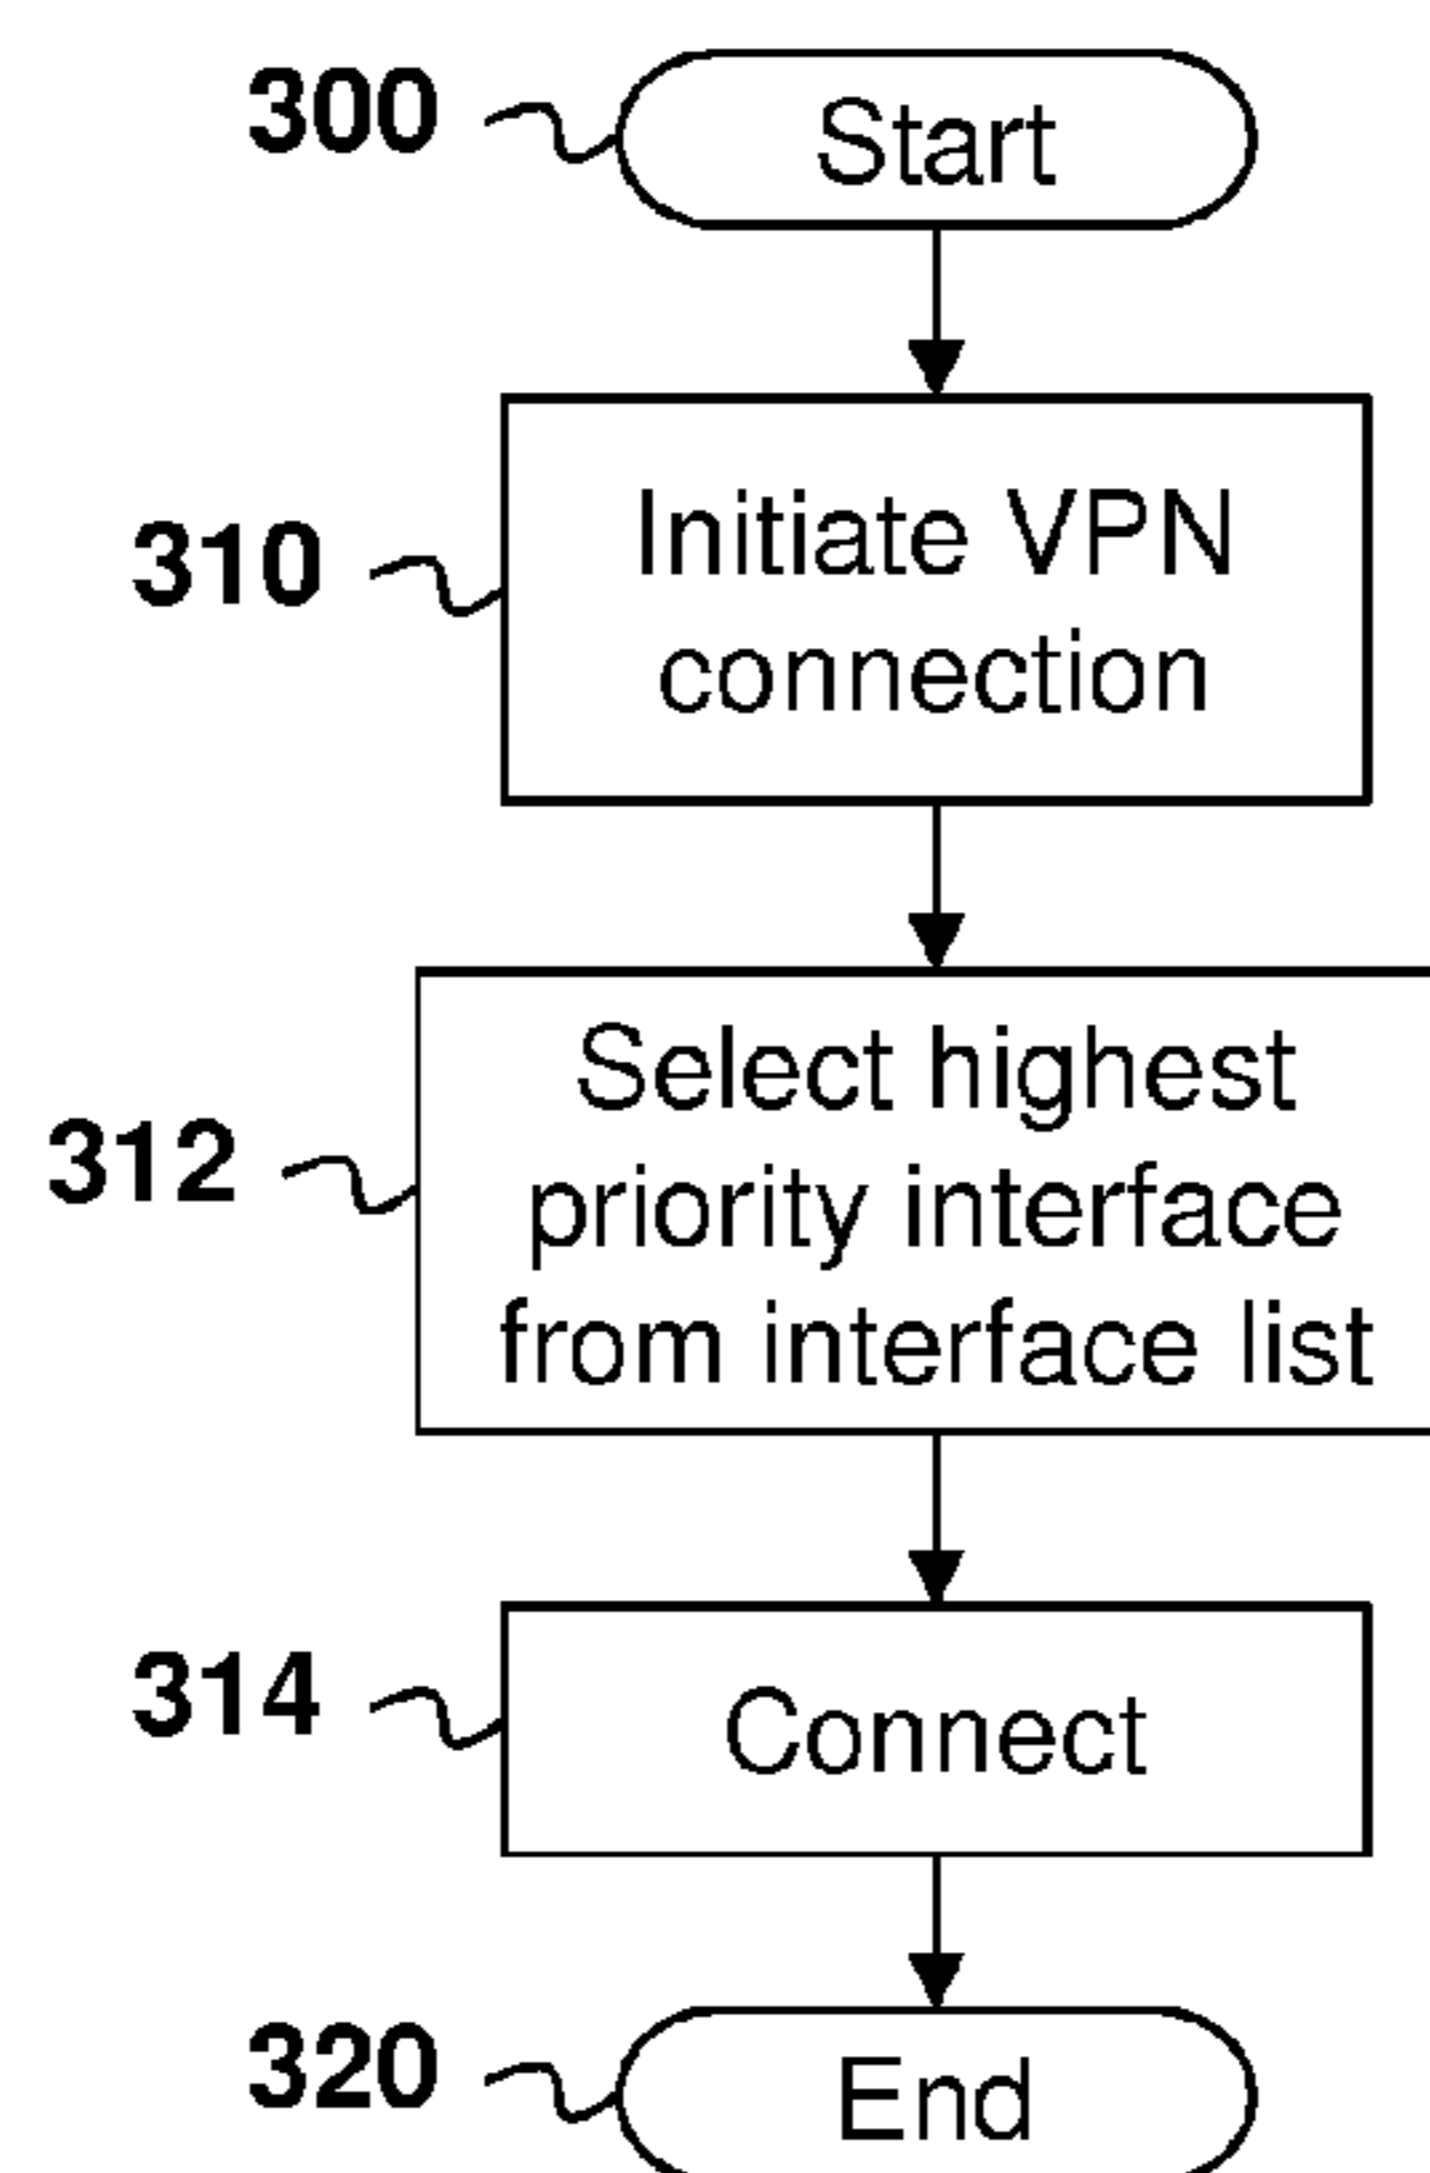 300
Start
310
Initiate VPN
connection
312
Select highest
priority interface
from interface list
314
Connect
320
End